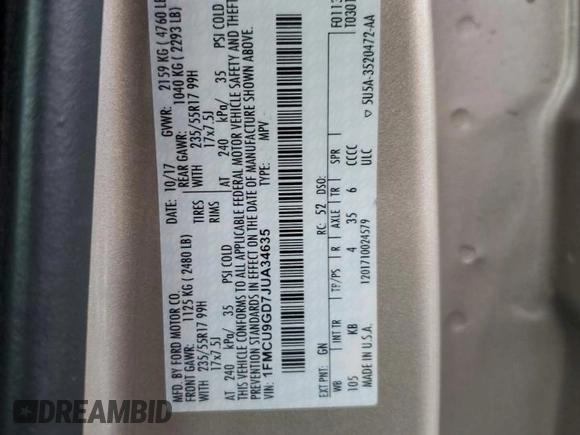 MFD. BY FORD MOTOR CO.
DATE: 10/17 GVWR: 2159 KG ( 4760 LB
FRONT GAWR: 1125 KG ( 2480 LB) REAR GAWR: 1040 KG ( 2293 LB)
WITH 235/55R17 99H TIRES WITH 235/55R17 99H
17x7.5J RIMS 17x7.5J
AT 240 kPa/ 35 PSI COLD AT 240 kPa/ 35 PSI COLD
THIS VEHICLE CONFORMS TO ALL APPLICABLE FEDERAL MOTOR VEHICLE SAFETY AND THEFT
PREVENTION STANDARDS IN EFFECT ON THE DATE OF MANUFACTURE SHOWN ABOVE.
VIN: 1FMCU9GD7JUA34635 TYPE: MPV
F0113
T0301
EXT PNT: GN RC: 52 DSO:
WB INT TR TP/PS R AXLE TR SPR
105 KB 4 35 6 CCCC
MADE IN U.S.A. 1201710024579 ULC
5U5A-3520472-AA
DREAMBID